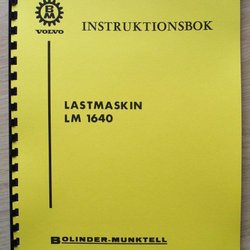 BM
VOLVO
INSTRUKTIONSBOK
LASTMASKIN
LM 1640
BOLINDER-MUNKTELL